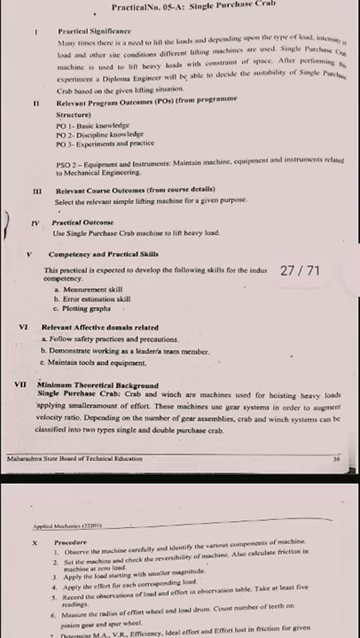 PracticalNo. 05-A: Single Purchase Crab
I Practical Significance
Many times there is a need to lift the loads and depending upon the type of load, intensity of
load and other site conditions different lifting machines are used. Single Purchase Crab
machine is used to lift heavy loads with constraint of space. After performing the
experiment a Diploma Engineer will be able to decide the suitability of Single Purchase
Crab based on the given lifting situation.
II Relevant Program Outcomes (POs) (from programme
Structure)
PO 1- Basic knowledge
PO 2- Discipline knowledge
PO 3- Experiments and practice
PSO 2 – Equipment and Instruments: Maintain machine, equipment and instruments related
to Mechanical Engineering.
III Relevant Course Outcomes (from course details)
Select the relevant simple lifting machine for a given purpose.
IV Practical Outcome
Use Single Purchase Crab machine to lift heavy load.
V Competency and Practical Skills
This practical is expected to develop the following skills for the indus
competency.
27 / 71
a. Measurement skill
b. Error estimation skill
c. Plotting graphs
VI Relevant Affective domain related
a. Follow safety practices and precautions.
b. Demonstrate working as a leader/a team member.
c. Maintain tools and equipment.
VII Minimum Theoretical Background
Single Purchase Crab: Crab and winch are machines used for hoisting heavy loads
applying smalleramount of effort. These machines use gear systems in order to augment
velocity ratio. Depending on the number of gear assemblies, crab and winch systems can be
classified into two types single and double purchase crab.
Maharashtra State Board of Technical Education 36
Applied Mechanics (22203)
X Procedure
1. Observe the machine carefully and identify the various components of machine.
2. Set the machine and check the reversibility of machine. Also calculate friction in
machine at zero load.
3. Apply the load starting with smaller magnitude.
4. Apply the effort for each corresponding load.
5. Record the observations of load and effort in observation table. Take at least five
readings.
6. Measure the radius of effort wheel and load drum. Count number of teeth on
pinion gear and spur wheel.
7. Determine M.A., V.R., Efficiency, Ideal effort and Effort lost in friction for given